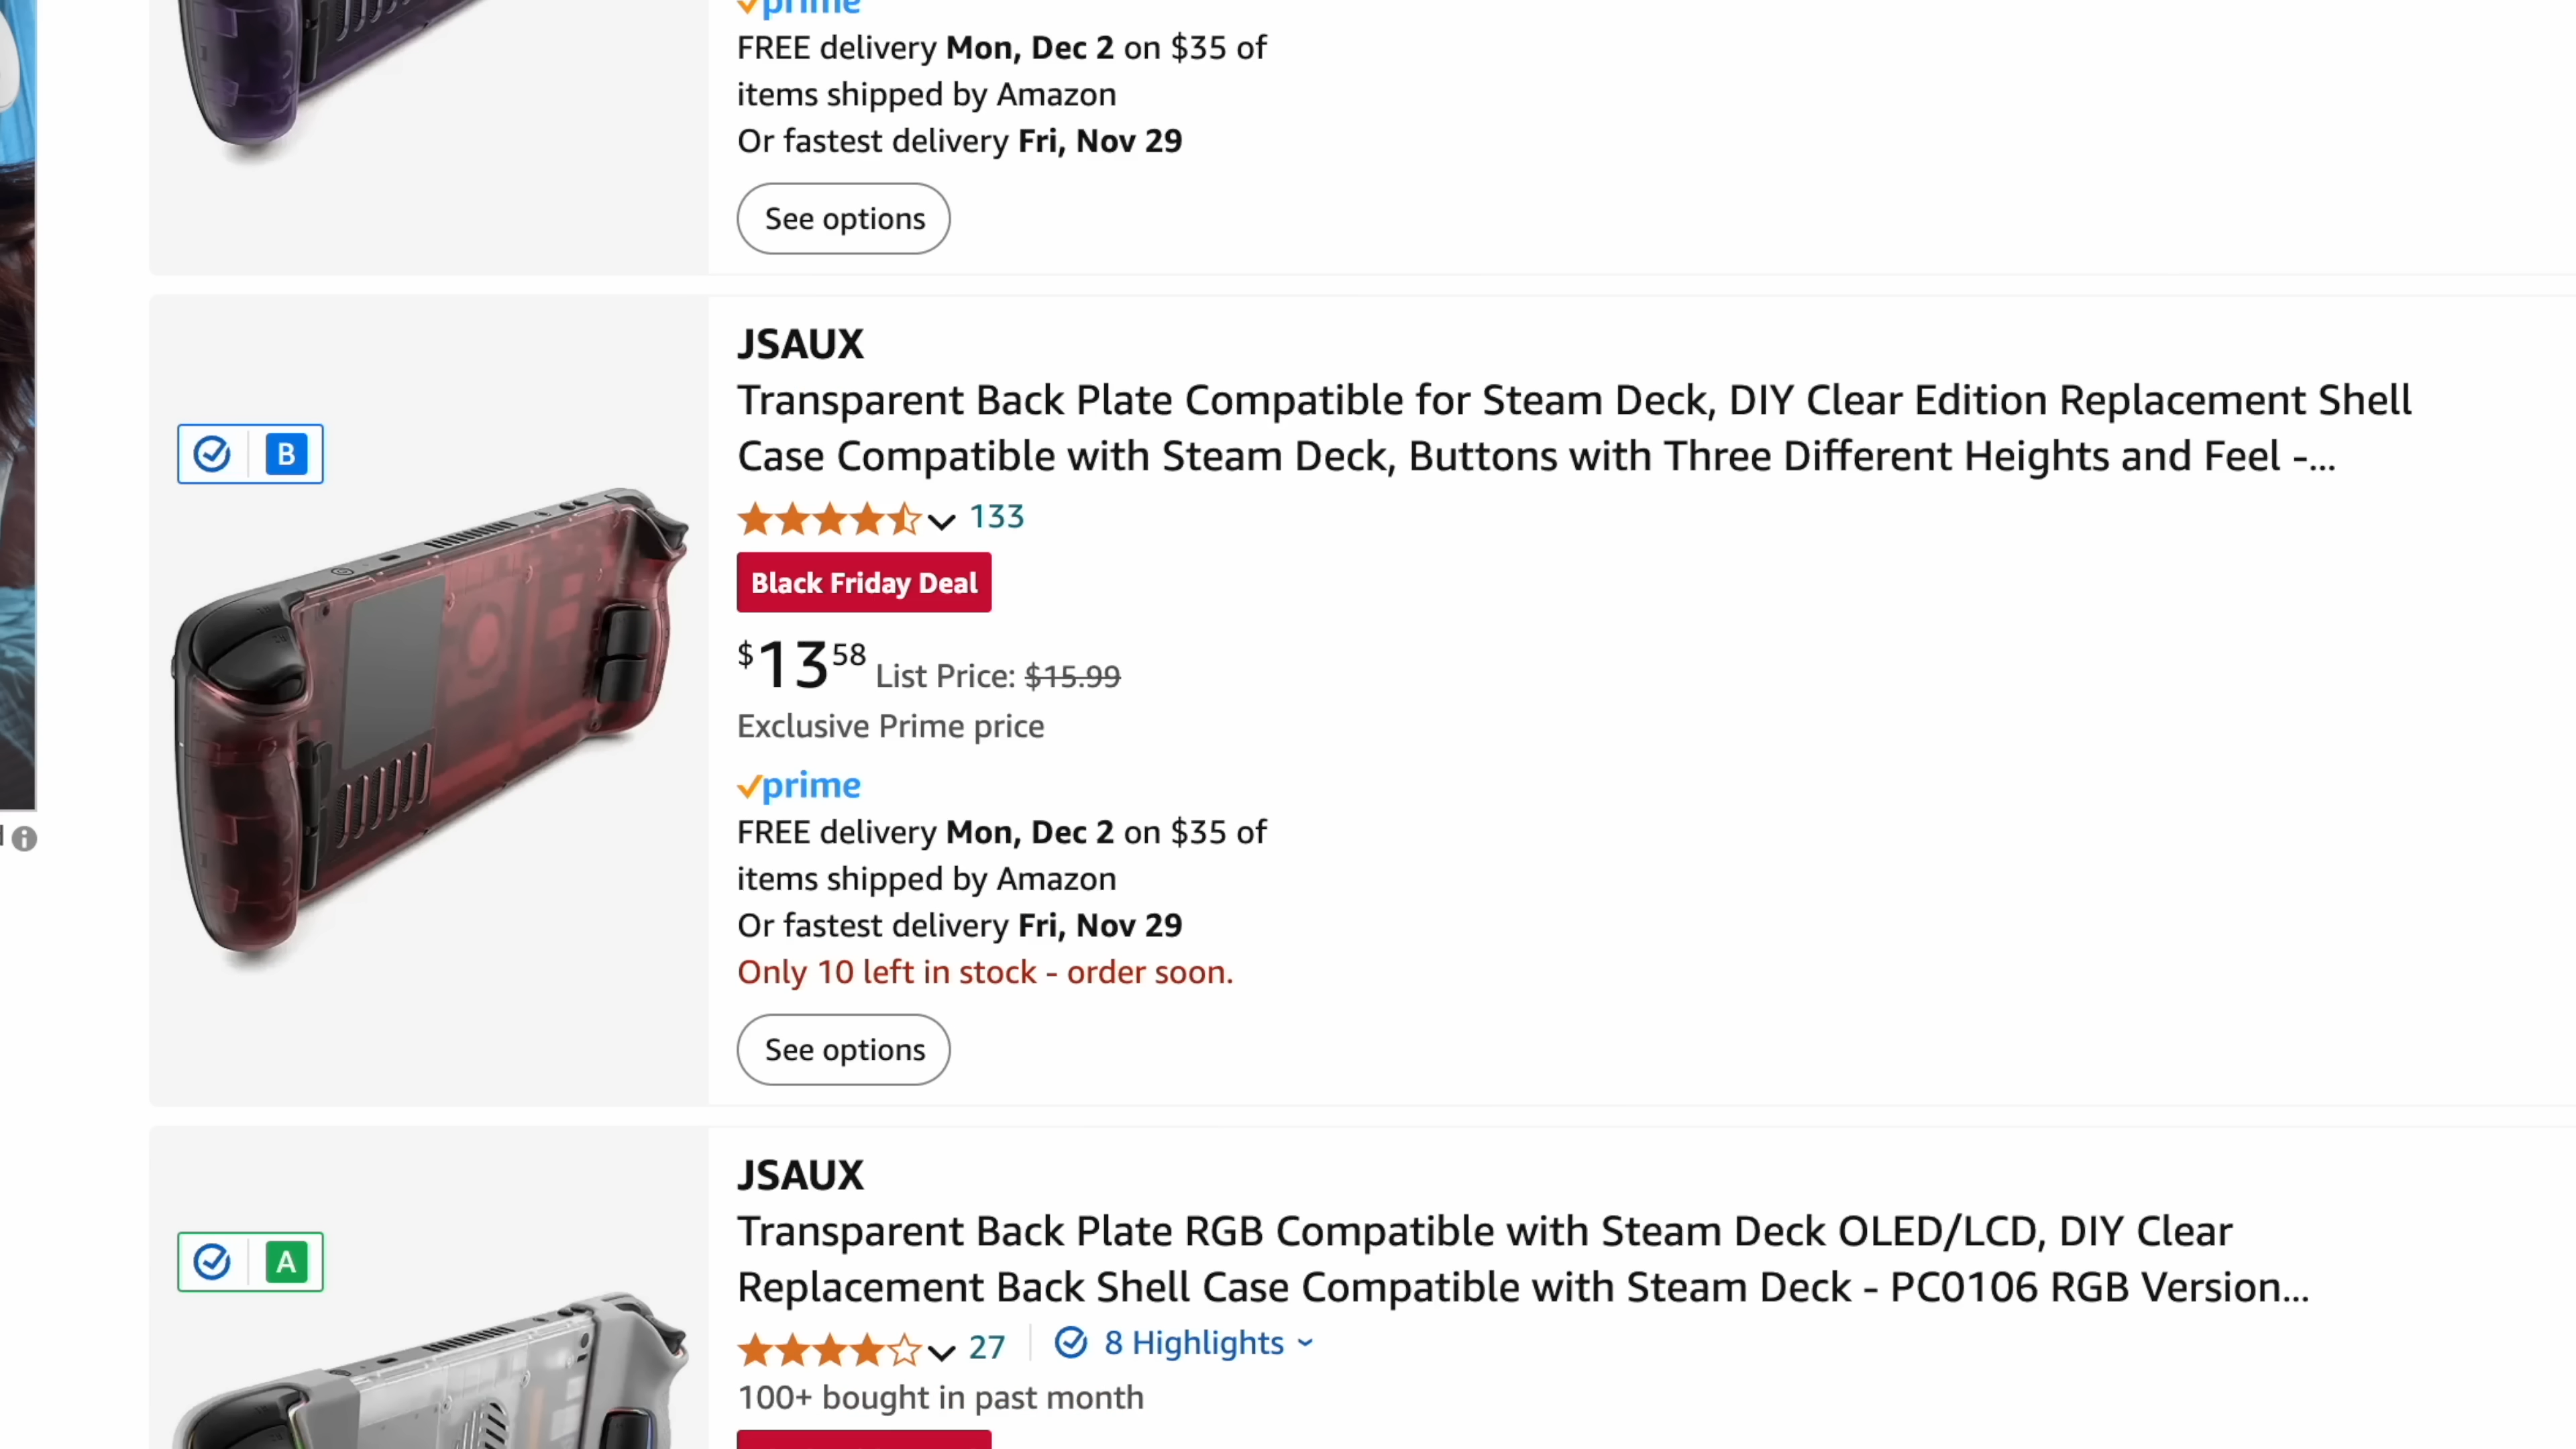 prime
FREE delivery Mon, Dec 2 on $35 of
items shipped by Amazon
Or fastest delivery Fri, Nov 29
See options
JSAUX
Transparent Back Plate Compatible for Steam Deck, DIY Clear Edition Replacement Shell
Case Compatible with Steam Deck, Buttons with Three Different Heights and Feel -...
B
133
Black Friday Deal
$13 58 List Price: $15.99
Exclusive Prime price
prime
FREE delivery Mon, Dec 2 on $35 of
items shipped by Amazon
Or fastest delivery Fri, Nov 29
Only 10 left in stock - order soon.
See options
JSAUX
Transparent Back Plate RGB Compatible with Steam Deck OLED/LCD, DIY Clear
Replacement Back Shell Case Compatible with Steam Deck - PC0106 RGB Version...
A
27 8 Highlights
100+ bought in past month